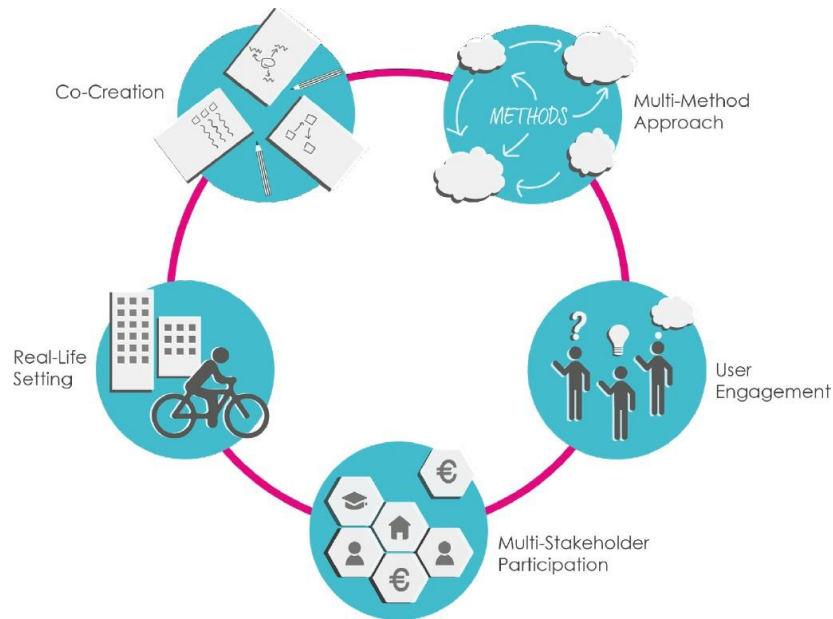 Co-Creation
METHODS
Multi-Method
Approach
Real-Life
Setting
?
User
Engagement
€
€
Multi-Stakeholder
Participation